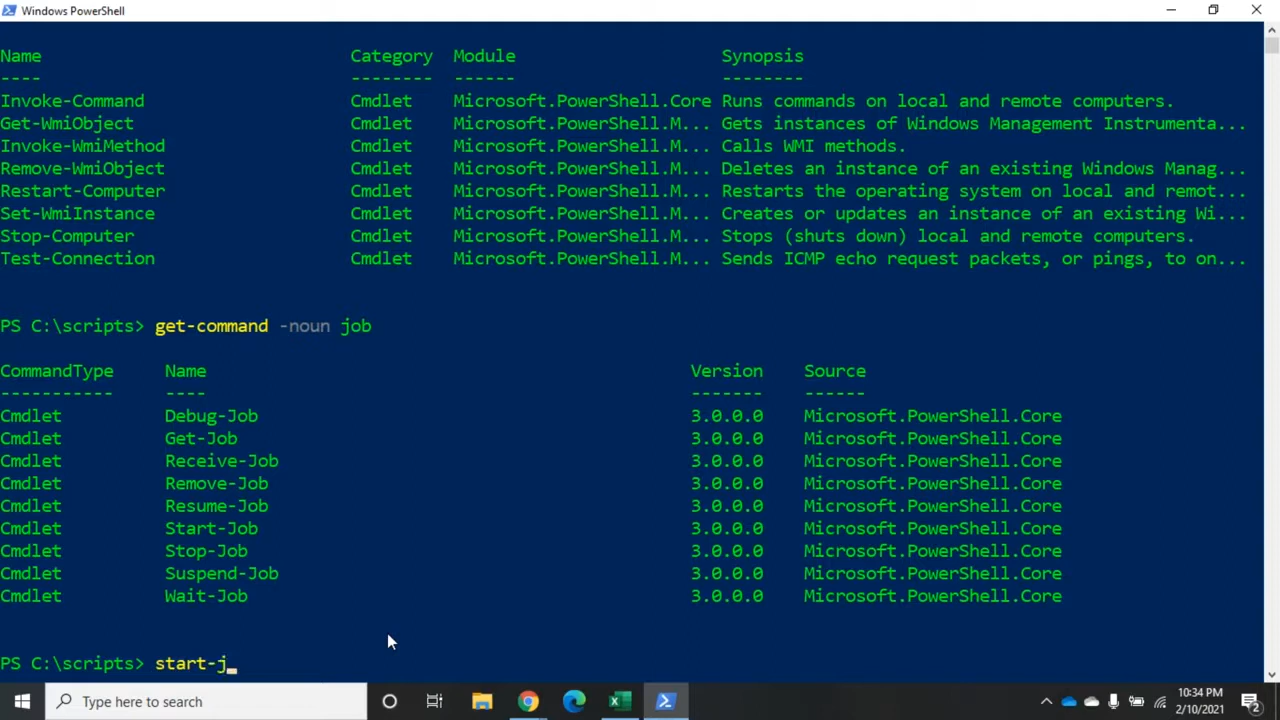 Windows PowerShell
Name Category Module Synopsis
---- -------- ------ --------
Invoke-Command Cmdlet Microsoft.PowerShell.Core Runs commands on local and remote computers.
Get-WmiObject Cmdlet Microsoft.PowerShell.M... Gets instances of Windows Management Instrumenta...
Invoke-WmiMethod Cmdlet Microsoft.PowerShell.M... Calls WMI methods.
Remove-WmiObject Cmdlet Microsoft.PowerShell.M... Deletes an instance of an existing Windows Manag...
Restart-Computer Cmdlet Microsoft.PowerShell.M... Restarts the operating system on local and remot...
Set-WmiInstance Cmdlet Microsoft.PowerShell.M... Creates or updates an instance of an existing Wi...
Stop-Computer Cmdlet Microsoft.PowerShell.M... Stops (shuts down) local and remote computers.
Test-Connection Cmdlet Microsoft.PowerShell.M... Sends ICMP echo request packets, or pings, to on...
PS C:\scripts> get-command -noun job
CommandType Name Version Source
----------- ---- ------- ------
Cmdlet Debug-Job 3.0.0.0 Microsoft.PowerShell.Core
Cmdlet Get-Job 3.0.0.0 Microsoft.PowerShell.Core
Cmdlet Receive-Job 3.0.0.0 Microsoft.PowerShell.Core
Cmdlet Remove-Job 3.0.0.0 Microsoft.PowerShell.Core
Cmdlet Resume-Job 3.0.0.0 Microsoft.PowerShell.Core
Cmdlet Start-Job 3.0.0.0 Microsoft.PowerShell.Core
Cmdlet Stop-Job 3.0.0.0 Microsoft.PowerShell.Core
Cmdlet Suspend-Job 3.0.0.0 Microsoft.PowerShell.Core
Cmdlet Wait-Job 3.0.0.0 Microsoft.PowerShell.Core
PS C:\scripts> start-j_
Type here to search
10:34 PM
2/10/2021
2